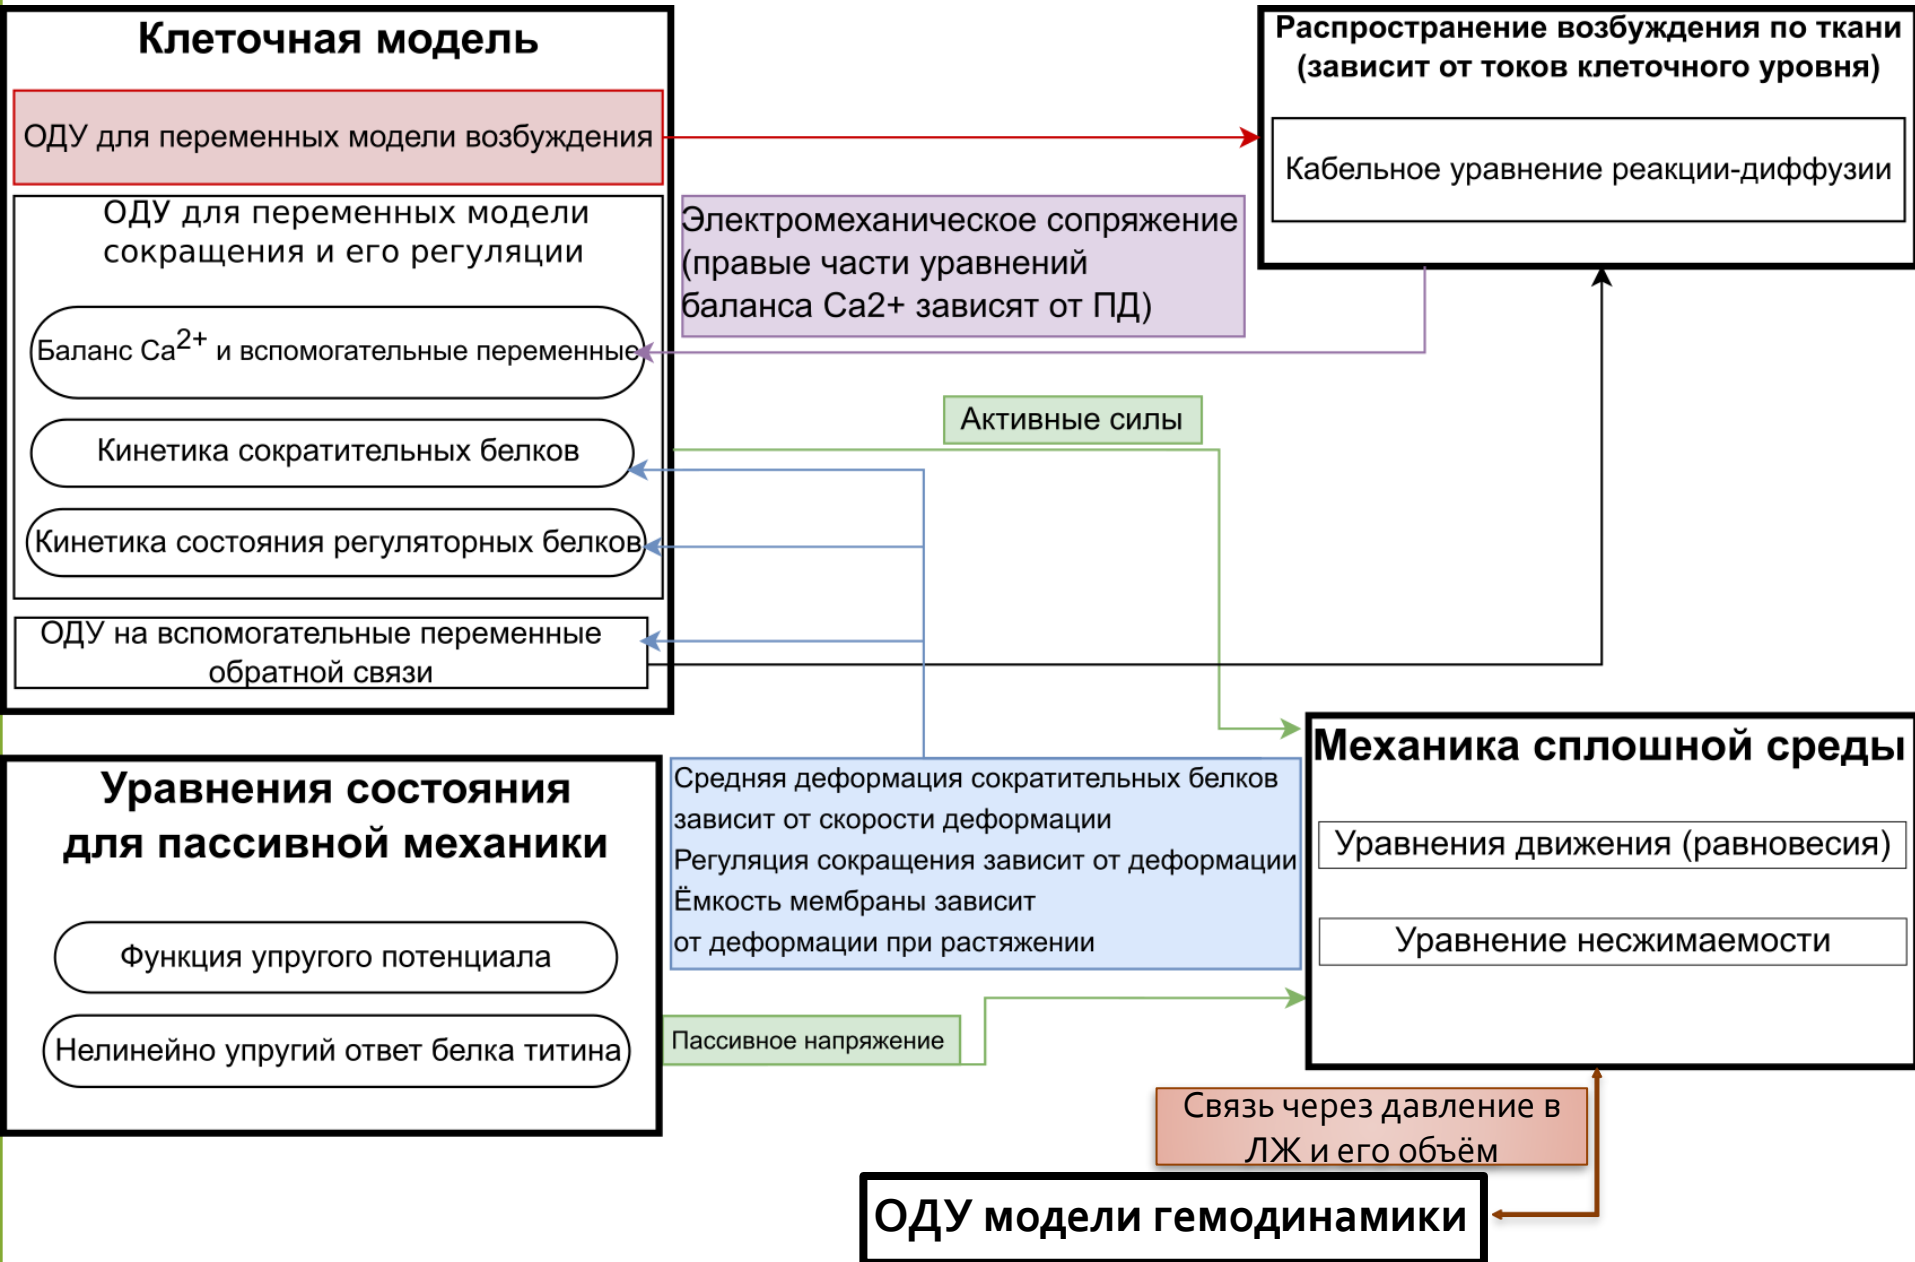 Клеточная модель
ОДУ для переменных модели возбуждения
ОДУ для переменных модели
сокращения и его регуляции
Баланс Ca2+ и вспомогательные переменные
Кинетика сократительных белков
Кинетика состояния регуляторных белков
ОДУ на вспомогательные переменные
обратной связи
Распространение возбуждения по ткани
(зависит от токов клеточного уровня)
Кабельное уравнение реакции-диффузии
Электромеханическое сопряжение
(правые части уравнений
баланса Ca2+ зависят от ПД)
Активные силы
Уравнения состояния
для пассивной механики
Функция упругого потенциала
Нелинейно упругий ответ белка титина
Средняя деформация сократительных белков
зависит от скорости деформации
Регуляция сокращения зависит от деформации
Ёмкость мембраны зависит
от деформации при растяжении
Пассивное напряжение
Механика сплошной среды
Уравнения движения (равновесия)
Уравнение несжимаемости
Связь через давление в
ЛЖ и его объём
ОДУ модели гемодинамики